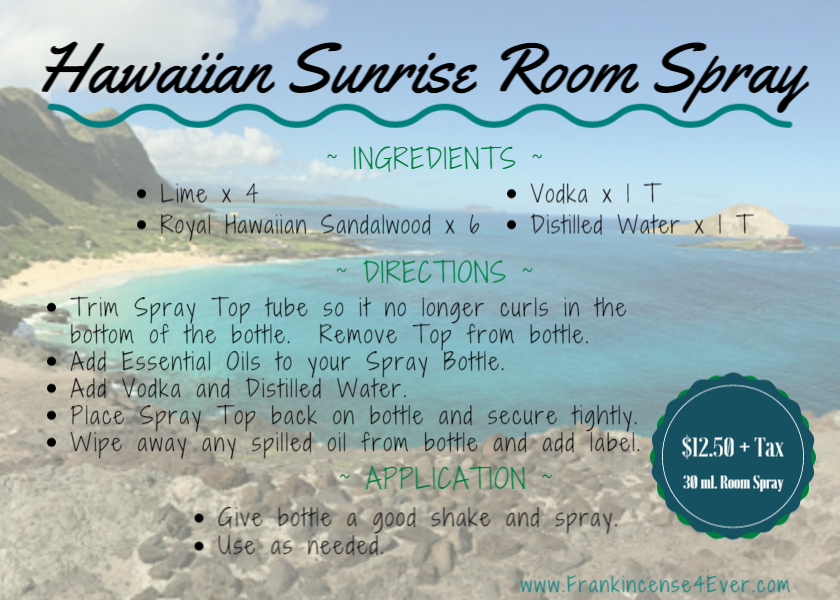 Hawaiian Sunrise Room Spray
~ INGREDIENTS ~
• Lime x 4
• Royal Hawaiian Sandalwood x 6
• Vodka x 1 T
• Distilled Water x 1 T
~ DIRECTIONS ~
• Trim Spray Top tube so it no longer curls in the
bottom of the bottle. Remove Top from bottle.
• Add Essential Oils to your Spray Bottle.
• Add Vodka and Distilled Water.
• Place Spray Top back on bottle and secure tightly.
• Wipe away any spilled oil from bottle and add label.
~ APPLICATION ~
• Give bottle a good shake and spray.
• Use as needed.
$12.50 + Tax
30 ml. Room Spray
www.Frankincense4Ever.com